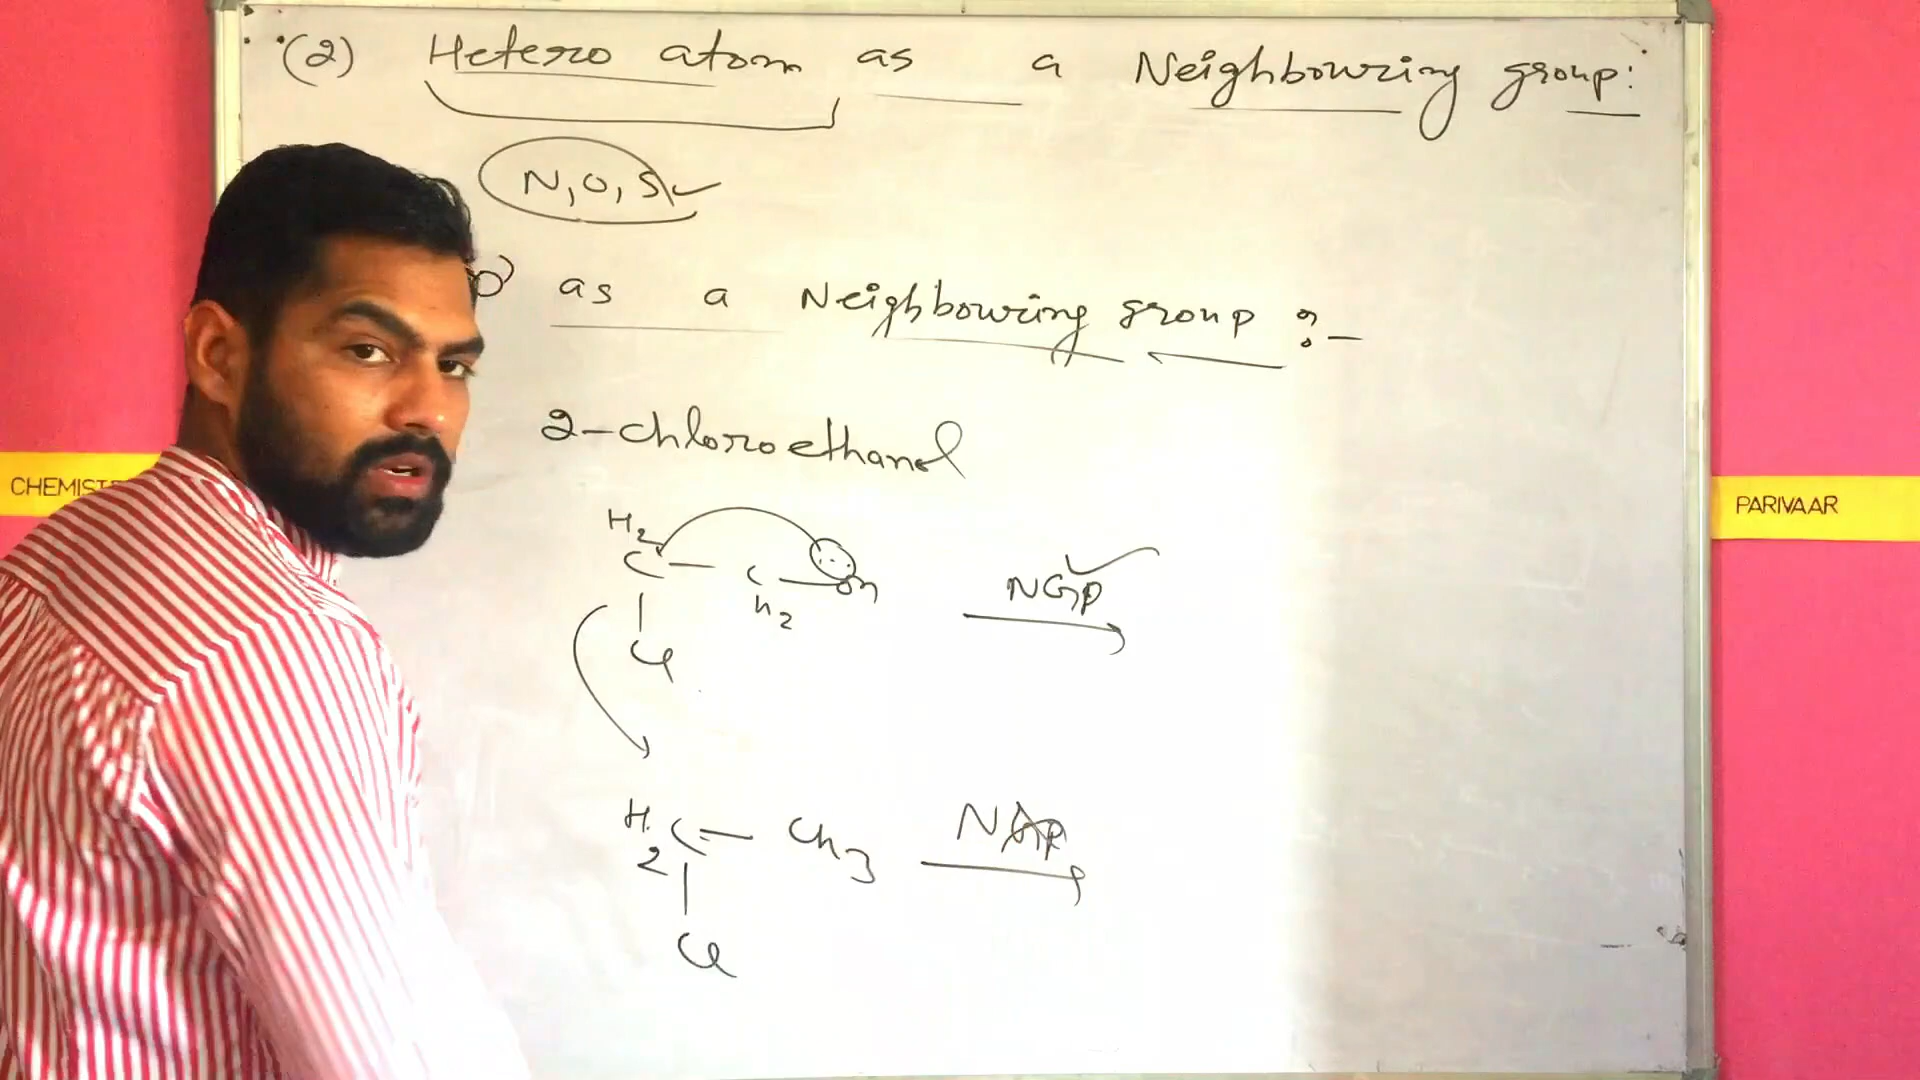 (2) Hetero atom as a Neighbouring group:
N, O, S
'O' as a Neighbouring group :-
2-chloroethanol
H2
C - C - OH
H2
Cl
NGP
H2C - CH3
Cl
NGP
CHEMIST
PARIVAAR